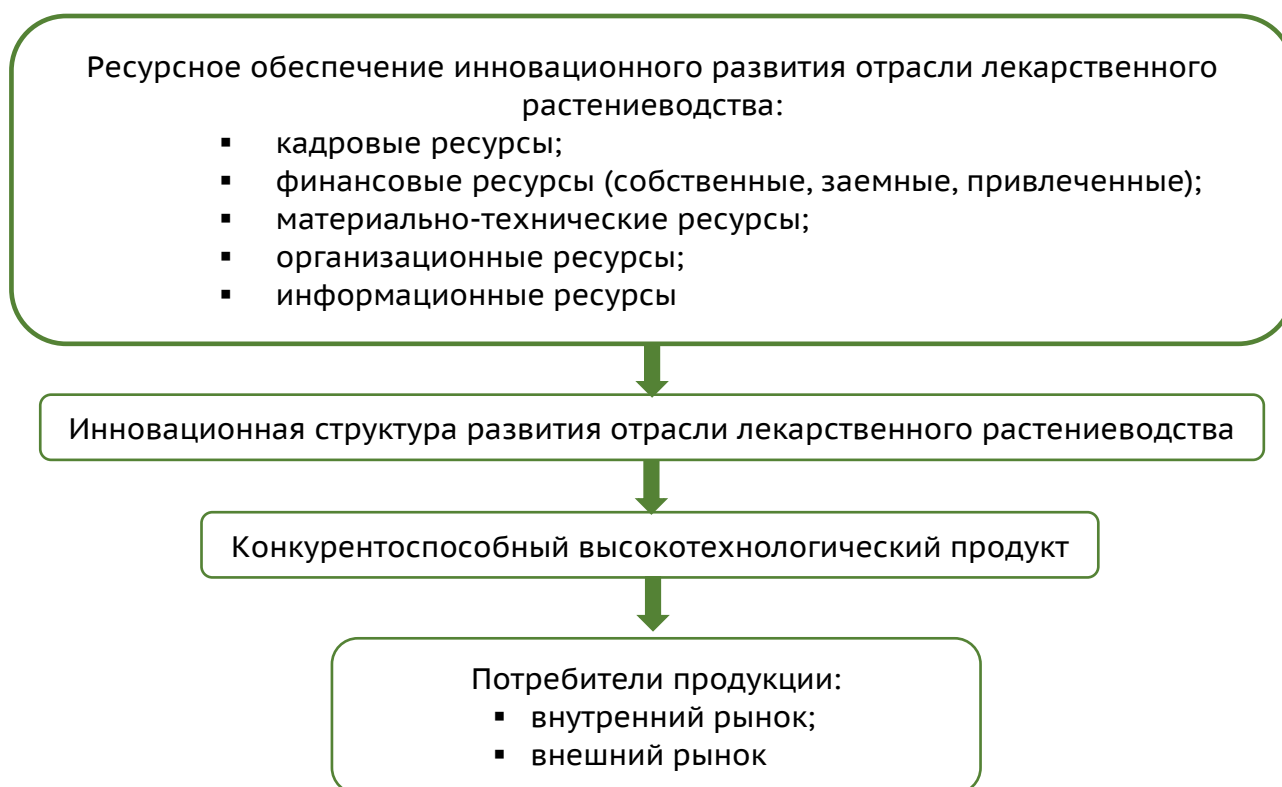 Ресурсное обеспечение инновационного развития отрасли лекарственного
растениеводства:
▪ кадровые ресурсы;
▪ финансовые ресурсы (собственные, заемные, привлеченные);
▪ материально-технические ресурсы;
▪ организационные ресурсы;
▪ информационные ресурсы
Инновационная структура развития отрасли лекарственного растениеводства
Конкурентоспособный высокотехнологический продукт
Потребители продукции:
▪ внутренний рынок;
▪ внешний рынок